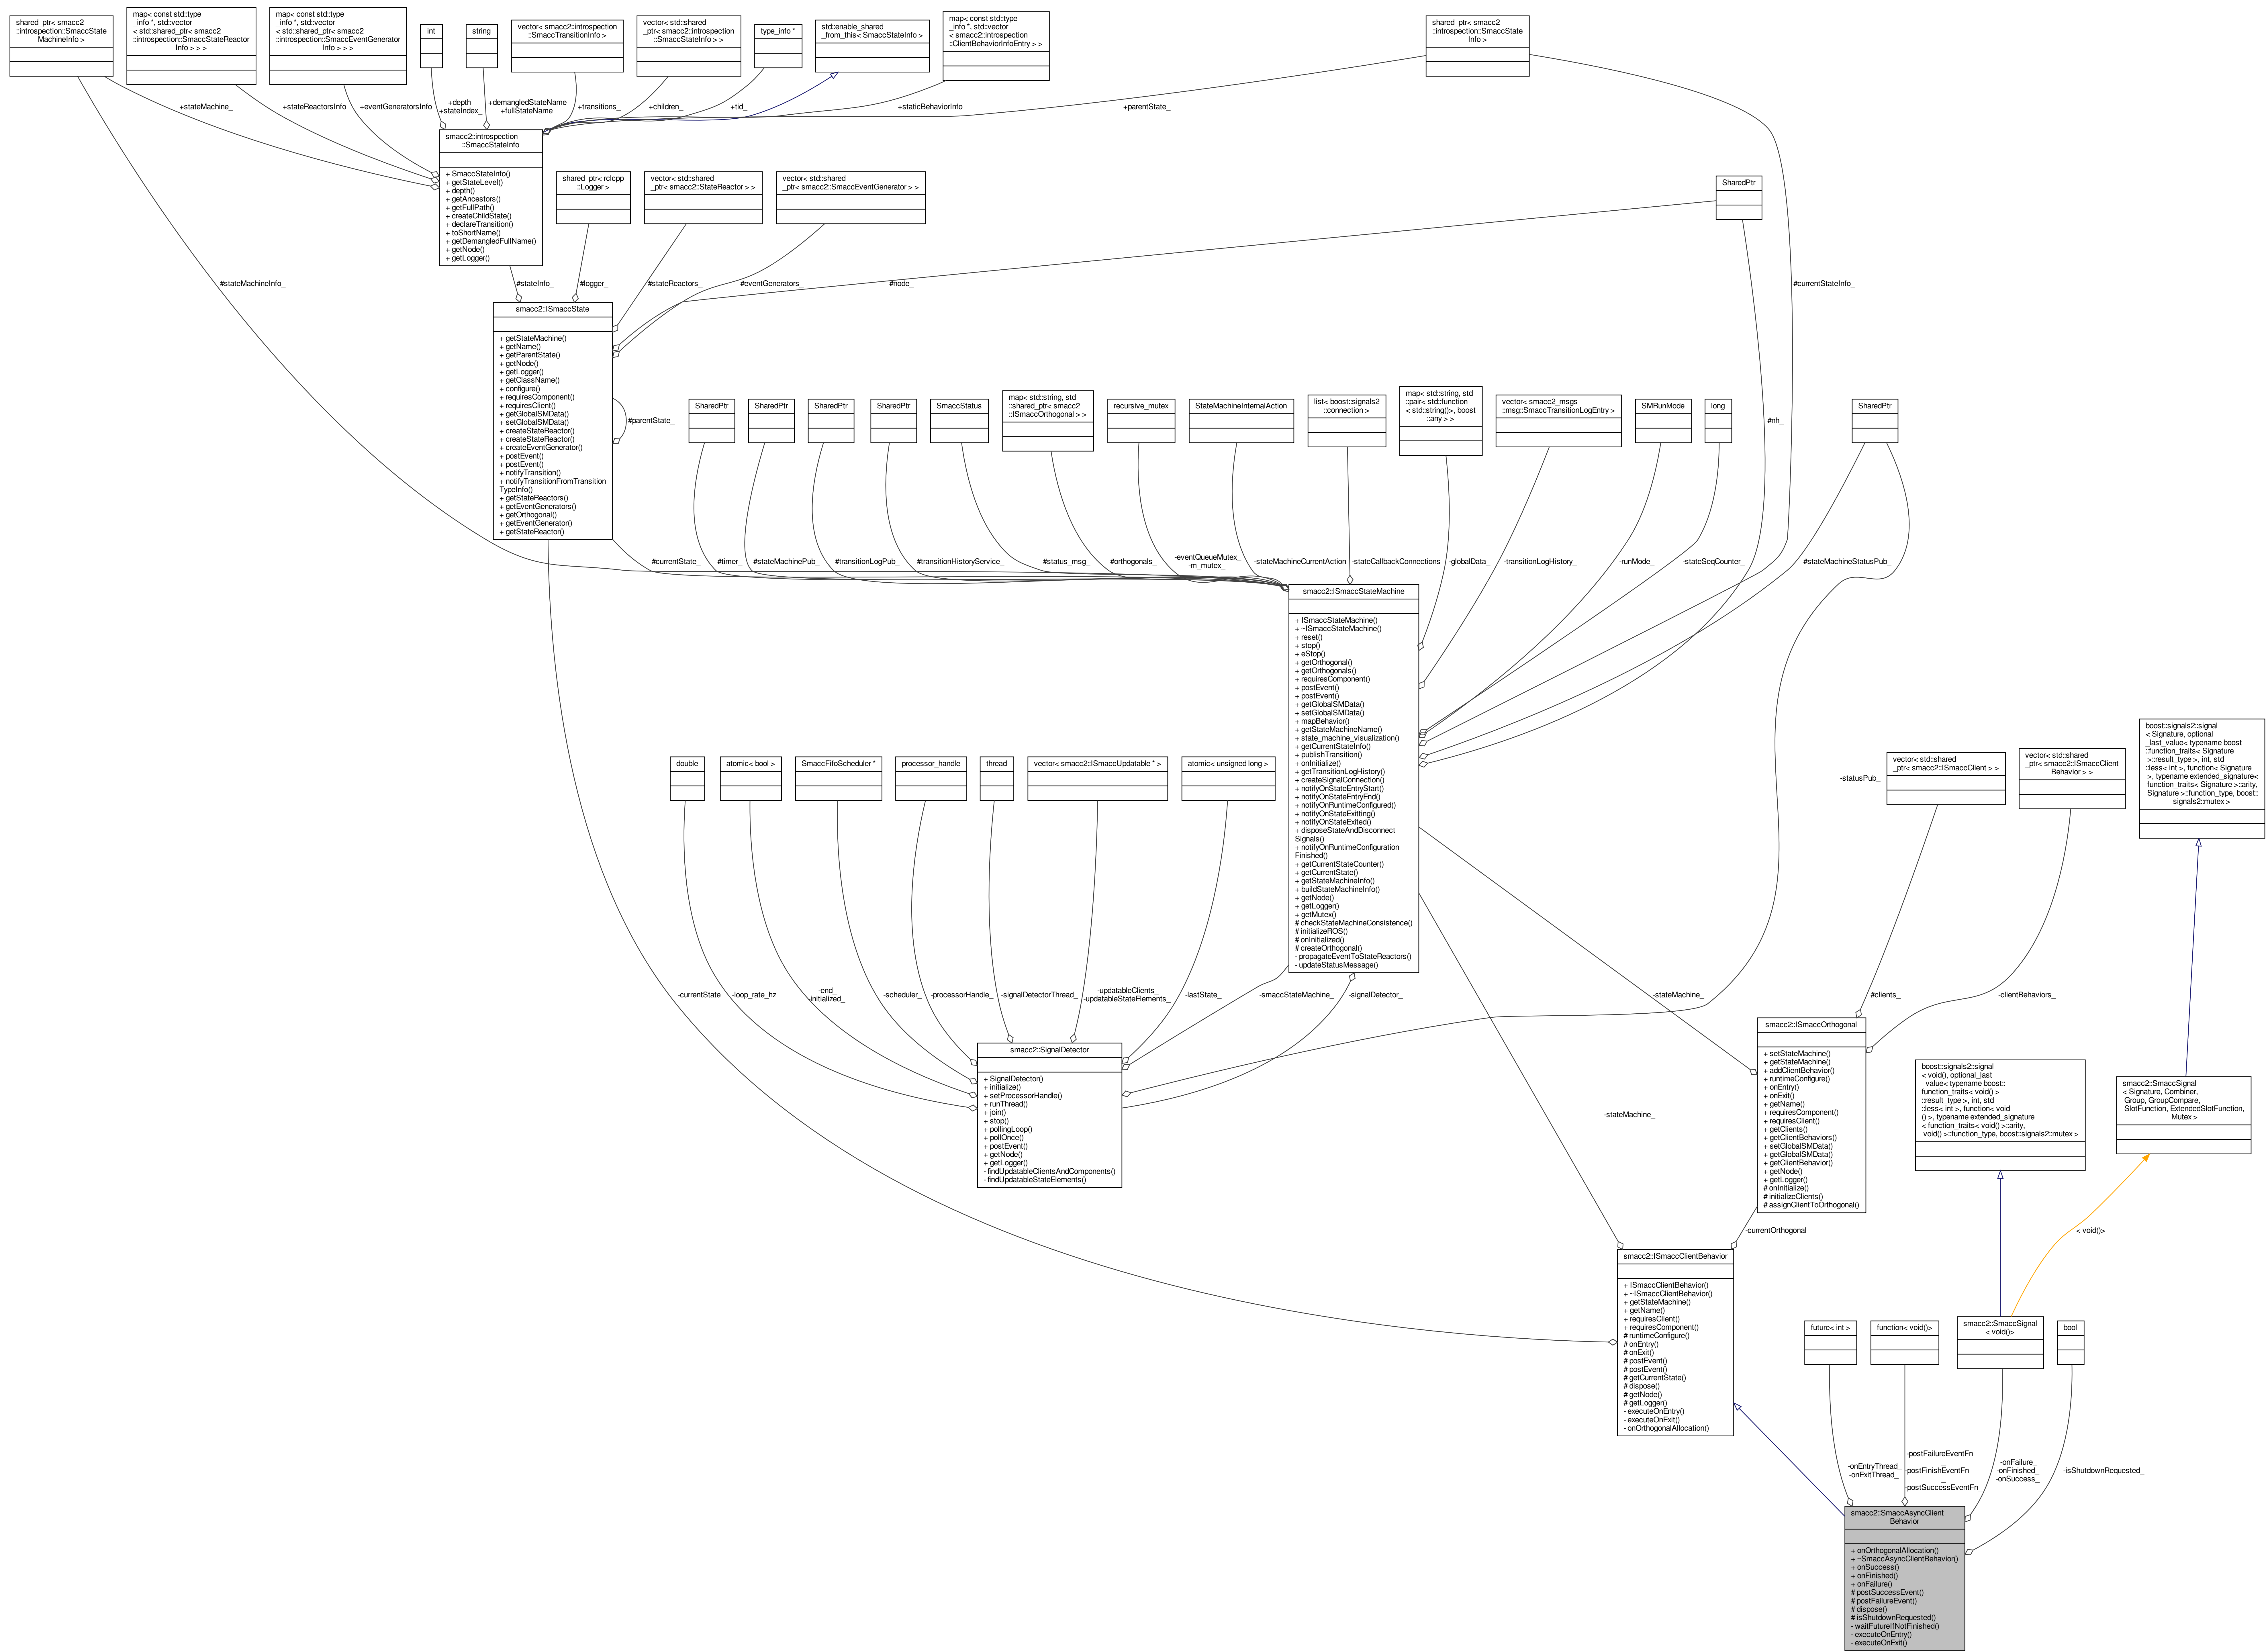 shared_ptr< smacc2
::introspection::SmaccState
MachineInfo >
map< const std::type
_info *, std::vector
< std::shared_ptr< smacc2
::introspection::SmaccStateReactor
Info > > >
map< const std::type
_info *, std::vector
< std::shared_ptr< smacc2
::introspection::SmaccEventGenerator
Info > > >
int
string
vector< smacc2::introspection
::SmaccTransitionInfo >
vector< std::shared
_ptr< smacc2::introspection
::SmaccStateInfo > >
type_info *
std::enable_shared
_from_this< SmaccStateInfo >
map< const std::type
_info *, std::vector
< smacc2::introspection
::ClientBehaviorInfoEntry > >
shared_ptr< smacc2
::introspection::SmaccState
Info >
+stateMachine_
+stateReactorsInfo
+eventGeneratorsInfo
+depth_
+stateIndex_
+demangledStateName
+fullStateName
+transitions_
+children_
+tid_
+staticBehaviorInfo
+parentState_
smacc2::introspection
::SmaccStateInfo
+ SmaccStateInfo()
+ getStateLevel()
+ depth()
+ getAncestors()
+ getFullPath()
+ createChildState()
+ declareTransition()
+ toShortName()
+ getDemangledFullName()
+ getNode()
+ getLogger()
shared_ptr< rclcpp
::Logger >
vector< std::shared
_ptr< smacc2::StateReactor > >
vector< std::shared
_ptr< smacc2::SmaccEventGenerator > >
SharedPtr
#stateMachineInfo_
#stateInfo_
#logger_
#stateReactors_
#eventGenerators_
#node_
#currentStateInfo_
smacc2::ISmaccState
+ getStateMachine()
+ getName()
+ getParentState()
+ getNode()
+ getLogger()
+ getClassName()
+ configure()
+ requiresComponent()
+ requiresClient()
+ getGlobalSMData()
+ setGlobalSMData()
+ createStateReactor()
+ createStateReactor()
+ createEventGenerator()
+ postEvent()
+ postEvent()
+ notifyTransition()
+ notifyTransitionFromTransition
TypeInfo()
+ getStateReactors()
+ getEventGenerators()
+ getOrthogonal()
+ getEventGenerator()
+ getStateReactor()
#parentState_
SharedPtr
SharedPtr
SharedPtr
SharedPtr
SmaccStatus
map< std::string, std
::shared_ptr< smacc2
::ISmaccOrthogonal > >
recursive_mutex
StateMachineInternalAction
list< boost::signals2
::connection >
map< std::string, std
::pair< std::function
< std::string()>, boost
::any > >
vector< smacc2_msgs
::msg::SmaccTransitionLogEntry >
SMRunMode
long
#nh_
SharedPtr
#currentState_
#timer_
#stateMachinePub_
#transitionLogPub_
#transitionHistoryService_
#status_msg_
#orthogonals_
-eventQueueMutex_
-m_mutex_
-stateMachineCurrentAction
-stateCallbackConnections
-globalData_
-transitionLogHistory_
-runMode_
-stateSeqCounter_
#stateMachineStatusPub_
smacc2::ISmaccStateMachine
+ ISmaccStateMachine()
+ ~ISmaccStateMachine()
+ reset()
+ stop()
+ eStop()
+ getOrthogonal()
+ getOrthogonals()
+ requiresComponent()
+ postEvent()
+ postEvent()
+ getGlobalSMData()
+ setGlobalSMData()
+ mapBehavior()
+ getStateMachineName()
+ state_machine_visualization()
+ getCurrentStateInfo()
+ publishTransition()
+ onInitialize()
+ getTransitionLogHistory()
+ createSignalConnection()
+ notifyOnStateEntryStart()
+ notifyOnStateEntryEnd()
+ notifyOnRuntimeConfigured()
+ notifyOnStateExitting()
+ notifyOnStateExited()
+ disposeStateAndDisconnect
Signals()
+ notifyOnRuntimeConfiguration
Finished()
+ getCurrentStateCounter()
+ getCurrentState()
+ getStateMachineInfo()
+ buildStateMachineInfo()
+ getNode()
+ getLogger()
+ getMutex()
# checkStateMachineConsistence()
# initializeROS()
# onInitialized()
# createOrthogonal()
- propagateEventToStateReactors()
- updateStatusMessage()
double
atomic< bool >
SmaccFifoScheduler *
processor_handle
thread
vector< smacc2::ISmaccUpdatable * >
atomic< unsigned long >
-statusPub_
vector< std::shared
_ptr< smacc2::ISmaccClient > >
vector< std::shared
_ptr< smacc2::ISmaccClient
Behavior > >
boost::signals2::signal
< Signature, optional
_last_value< typename boost
::function_traits< Signature
>::result_type >, int, std
::less< int >, function< Signature
>, typename extended_signature<
function_traits< Signature >::arity,
Signature >::function_type, boost::
signals2::mutex >
-currentState
-loop_rate_hz
-end_
-initialized_
-scheduler_
-processorHandle_
-signalDetectorThread_
-updatableClients_
-updatableStateElements_
-lastState_
-smaccStateMachine_
-signalDetector_
-stateMachine_
#clients_
-clientBehaviors_
smacc2::SignalDetector
+ SignalDetector()
+ initialize()
+ setProcessorHandle()
+ runThread()
+ join()
+ stop()
+ pollingLoop()
+ pollOnce()
+ postEvent()
+ getNode()
+ getLogger()
- findUpdatableClientsAndComponents()
- findUpdatableStateElements()
smacc2::ISmaccOrthogonal
+ setStateMachine()
+ getStateMachine()
+ addClientBehavior()
+ runtimeConfigure()
+ onEntry()
+ onExit()
+ getName()
+ requiresComponent()
+ requiresClient()
+ getClients()
+ getClientBehaviors()
+ setGlobalSMData()
+ getGlobalSMData()
+ getClientBehavior()
+ getNode()
+ getLogger()
# onInitialize()
# initializeClients()
# assignClientToOrthogonal()
boost::signals2::signal
< void(), optional_last
_value< typename boost::
function_traits< void() >
::result_type >, int, std
::less< int >, function< void
() >, typename extended_signature
< function_traits< void() >::arity,
void() >::function_type, boost::signals2::mutex >
smacc2::SmaccSignal
< Signature, Combiner,
Group, GroupCompare,
SlotFunction, ExtendedSlotFunction,
Mutex >
-stateMachine_
-currentOrthogonal
< void()>
smacc2::ISmaccClientBehavior
+ ISmaccClientBehavior()
+ ~ISmaccClientBehavior()
+ getStateMachine()
+ getName()
+ requiresClient()
+ requiresComponent()
# runtimeConfigure()
# onEntry()
# onExit()
# postEvent()
# postEvent()
# getCurrentState()
# dispose()
# getNode()
# getLogger()
- executeOnEntry()
- executeOnExit()
- onOrthogonalAllocation()
future< int >
function< void()>
smacc2::SmaccSignal
< void()>
bool
-onEntryThread_
-onExitThread_
-postFailureEventFn
_
-postFinishEventFn
_
-postSuccessEventFn_
-onFailure_
-onFinished_
-onSuccess_
-isShutdownRequested_
smacc2::SmaccAsyncClient
Behavior
+ onOrthogonalAllocation()
+ ~SmaccAsyncClientBehavior()
+ onSuccess()
+ onFinished()
+ onFailure()
# postSuccessEvent()
# postFailureEvent()
# dispose()
# isShutdownRequested()
- waitFutureIfNotFinished()
- executeOnEntry()
- executeOnExit()